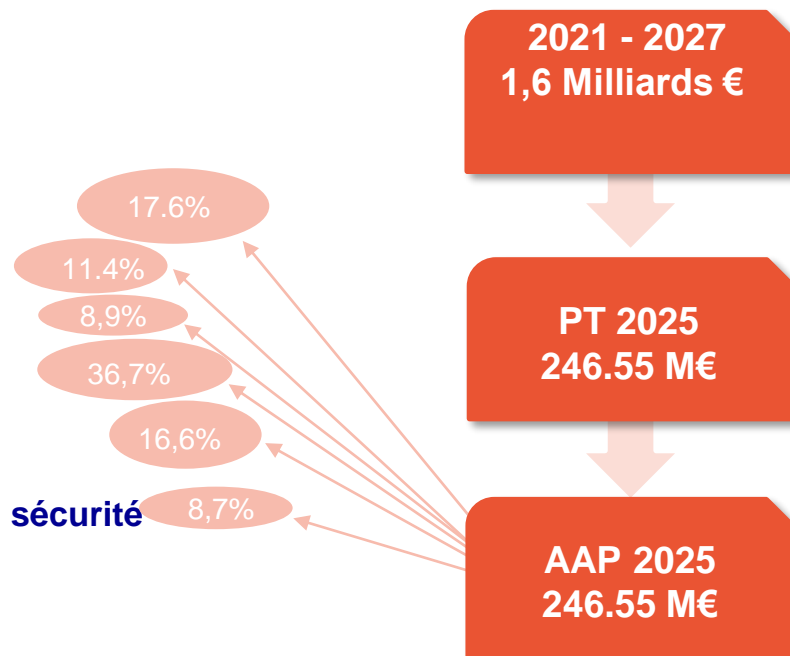 2021 - 2027
1,6 Milliards €
17.6%
11.4%
8,9%
36,7%
16,6%
sécurité
8,7%
PT 2025
246.55 M€
AAP 2025
246.55 M€